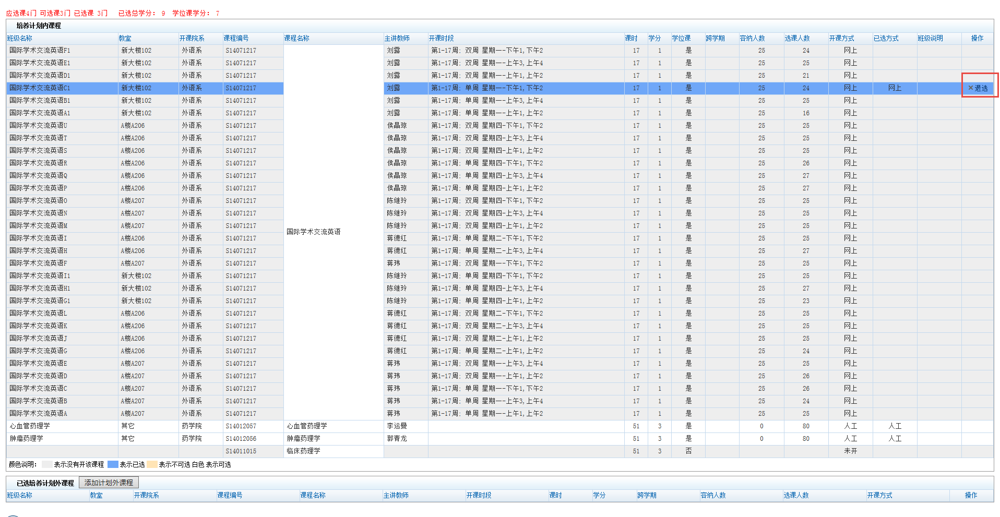 应选课4门 可选课3门 已选课 3门 已选总学分： 9 学位课学分： 7
培养计划内课程
班级名称 教室 开课院系 课程编号 课程名称 主讲教师 开课时段 课时 学分 学位课 跨学期 容纳人数 选课人数 开课方式 已选方式 班级说明 操作
国际学术交流英语F1 新大楼102 外语系 S14071217 刘露 第1-17周; 双周 星期一-下午1,下午2 17 1 是 25 24 网上
国际学术交流英语E1 新大楼102 外语系 S14071217 刘露 第1-17周; 双周 星期一-上午3,上午4 17 1 是 25 25 网上
国际学术交流英语D1 新大楼102 外语系 S14071217 刘露 第1-17周; 双周 星期一-上午1,上午2 17 1 是 25 21 网上
国际学术交流英语C1 新大楼102 外语系 S14071217 刘露 第1-17周; 单周 星期一-下午1,下午2 17 1 是 25 24 网上 网上 ×退选
国际学术交流英语B1 新大楼102 外语系 S14071217 刘露 第1-17周; 单周 星期一-上午3,上午4 17 1 是 25 25 网上
国际学术交流英语A1 新大楼102 外语系 S14071217 刘露 第1-17周; 单周 星期一-上午1,上午2 17 1 是 25 16 网上
国际学术交流英语U A楼A206 外语系 S14071217 侯晶琼 第1-17周; 双周 星期四-下午1,下午2 17 1 是 25 25 网上
国际学术交流英语T A楼A206 外语系 S14071217 侯晶琼 第1-17周; 双周 星期四-上午3,上午4 17 1 是 25 25 网上
国际学术交流英语S A楼A206 外语系 S14071217 侯晶琼 第1-17周; 双周 星期四-上午1,上午2 17 1 是 25 25 网上
国际学术交流英语R A楼A206 外语系 S14071217 侯晶琼 第1-17周; 单周 星期四-下午1,下午2 17 1 是 25 26 网上
国际学术交流英语Q A楼A206 外语系 S14071217 侯晶琼 第1-17周; 单周 星期四-上午3,上午4 17 1 是 25 27 网上
国际学术交流英语P A楼A206 外语系 S14071217 侯晶琼 第1-17周; 单周 星期四-上午1,上午2 17 1 是 25 27 网上
国际学术交流英语O A楼A207 外语系 S14071217 陈继玲 第1-17周; 双周 星期四-下午1,下午2 17 1 是 25 25 网上
国际学术交流英语N A楼A207 外语系 S14071217 陈继玲 第1-17周; 双周 星期四-上午3,上午4 17 1 是 25 25 网上
国际学术交流英语M A楼A207 外语系 S14071217 陈继玲 第1-17周; 双周 星期四-上午1,上午2 17 1 是 25 25 网上
国际学术交流英语
国际学术交流英语I A楼A206 外语系 S14071217 蒋德红 第1-17周; 单周 星期二-下午1,下午2 17 1 是 25 25 网上
国际学术交流英语H A楼A206 外语系 S14071217 蒋德红 第1-17周; 单周 星期二-上午3,上午4 17 1 是 25 27 网上
国际学术交流英语F A楼A207 外语系 S14071217 蒋玮 第1-17周; 双周 星期一-下午1,下午2 17 1 是 25 25 网上
国际学术交流英语I1 新大楼102 外语系 S14071217 陈继玲 第1-17周; 单周 星期四-下午1,下午2 17 1 是 25 25 网上
国际学术交流英语H1 新大楼102 外语系 S14071217 陈继玲 第1-17周; 单周 星期四-上午3,上午4 17 1 是 25 27 网上
国际学术交流英语G1 新大楼102 外语系 S14071217 陈继玲 第1-17周; 单周 星期四-上午1,上午2 17 1 是 25 23 网上
国际学术交流英语L A楼A206 外语系 S14071217 蒋德红 第1-17周; 双周 星期二-下午1,下午2 17 1 是 25 25 网上
国际学术交流英语K A楼A206 外语系 S14071217 蒋德红 第1-17周; 双周 星期二-上午3,上午4 17 1 是 25 25 网上
国际学术交流英语J A楼A206 外语系 S14071217 蒋德红 第1-17周; 双周 星期二-上午1,上午2 17 1 是 25 25 网上
国际学术交流英语G A楼A206 外语系 S14071217 蒋德红 第1-17周; 单周 星期二-上午1,上午2 17 1 是 25 24 网上
国际学术交流英语E A楼A207 外语系 S14071217 蒋玮 第1-17周; 双周 星期一-上午3,上午4 17 1 是 25 25 网上
国际学术交流英语D A楼A207 外语系 S14071217 蒋玮 第1-17周; 双周 星期一-上午1,上午2 17 1 是 25 26 网上
国际学术交流英语C A楼A207 外语系 S14071217 蒋玮 第1-17周; 单周 星期一-下午1,下午2 17 1 是 25 26 网上
国际学术交流英语B A楼A207 外语系 S14071217 蒋玮 第1-17周; 单周 星期一-上午3,上午4 17 1 是 25 24 网上
国际学术交流英语A A楼A207 外语系 S14071217 蒋玮 第1-17周; 单周 星期一-上午1,上午2 17 1 是 25 25 网上
心血管药理学 其它 药学院 S14012057 心血管药理学 李运曼 51 3 是 0 80 人工 人工
肿瘤药理学 其它 药学院 S14012056 肿瘤药理学 郭青龙 51 3 是 0 80 人工 人工
S14011015 临床药理学 51 3 否 未开
颜色说明： 表示没有开该课程 表示已选 表示不可选 白色 表示可选
已选培养计划外课程 添加计划外课程
班级名称 教室 开课院系 课程编号 课程名称 主讲教师 开课时段 课时 学分 跨学期 容纳人数 选课人数 开课方式 操作